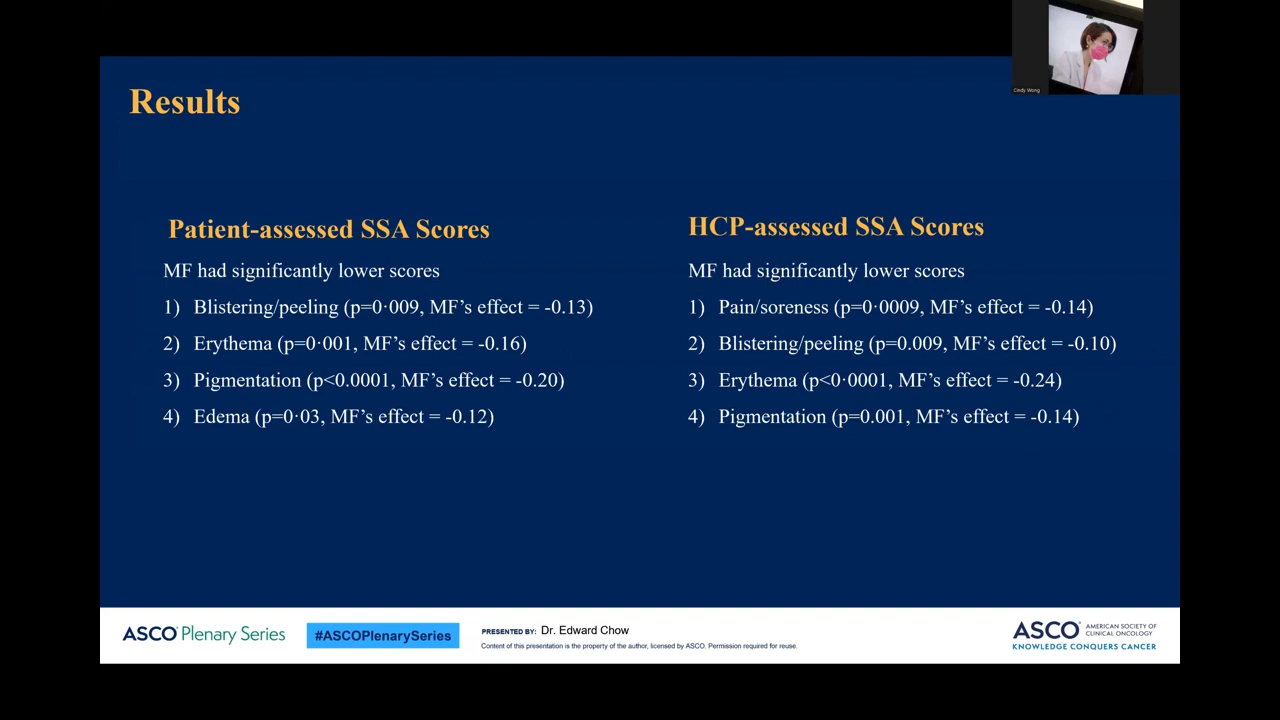 Cindy Wong
Results
Patient-assessed SSA Scores
MF had significantly lower scores
1) Blistering/peeling (p=0·009, MF’s effect = -0.13)
2) Erythema (p=0·001, MF’s effect = -0.16)
3) Pigmentation (p<0.0001, MF’s effect = -0.20)
4) Edema (p=0·03, MF’s effect = -0.12)
HCP-assessed SSA Scores
MF had significantly lower scores
1) Pain/soreness (p=0·0009, MF’s effect = -0.14)
2) Blistering/peeling (p=0.009, MF’s effect = -0.10)
3) Erythema (p<0·0001, MF’s effect = -0.24)
4) Pigmentation (p=0.001, MF’s effect = -0.14)
ASCO Plenary Series
#ASCOPlenarySeries
PRESENTED BY: Dr. Edward Chow
Content of this presentation is the property of the author, licensed by ASCO. Permission required for reuse.
ASCO AMERICAN SOCIETY OF
CLINICAL ONCOLOGY
KNOWLEDGE CONQUERS CANCER